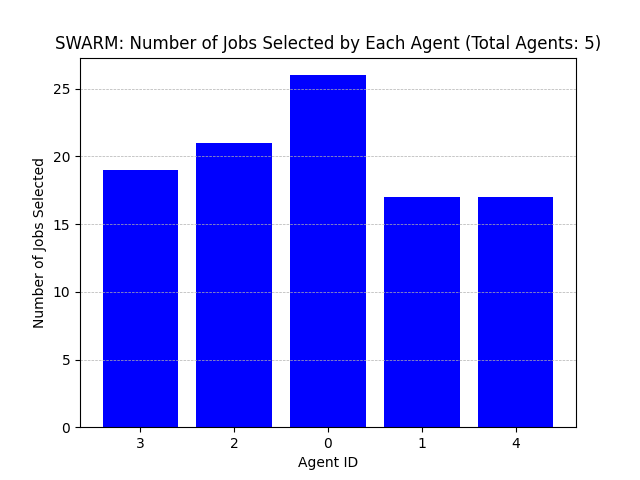 SWARM: Number of Jobs Selected by Each Agent (Total Agents: 5)
Number of Jobs Selected
25
20
15
10
5
0
3 2 0 1 4
Agent ID